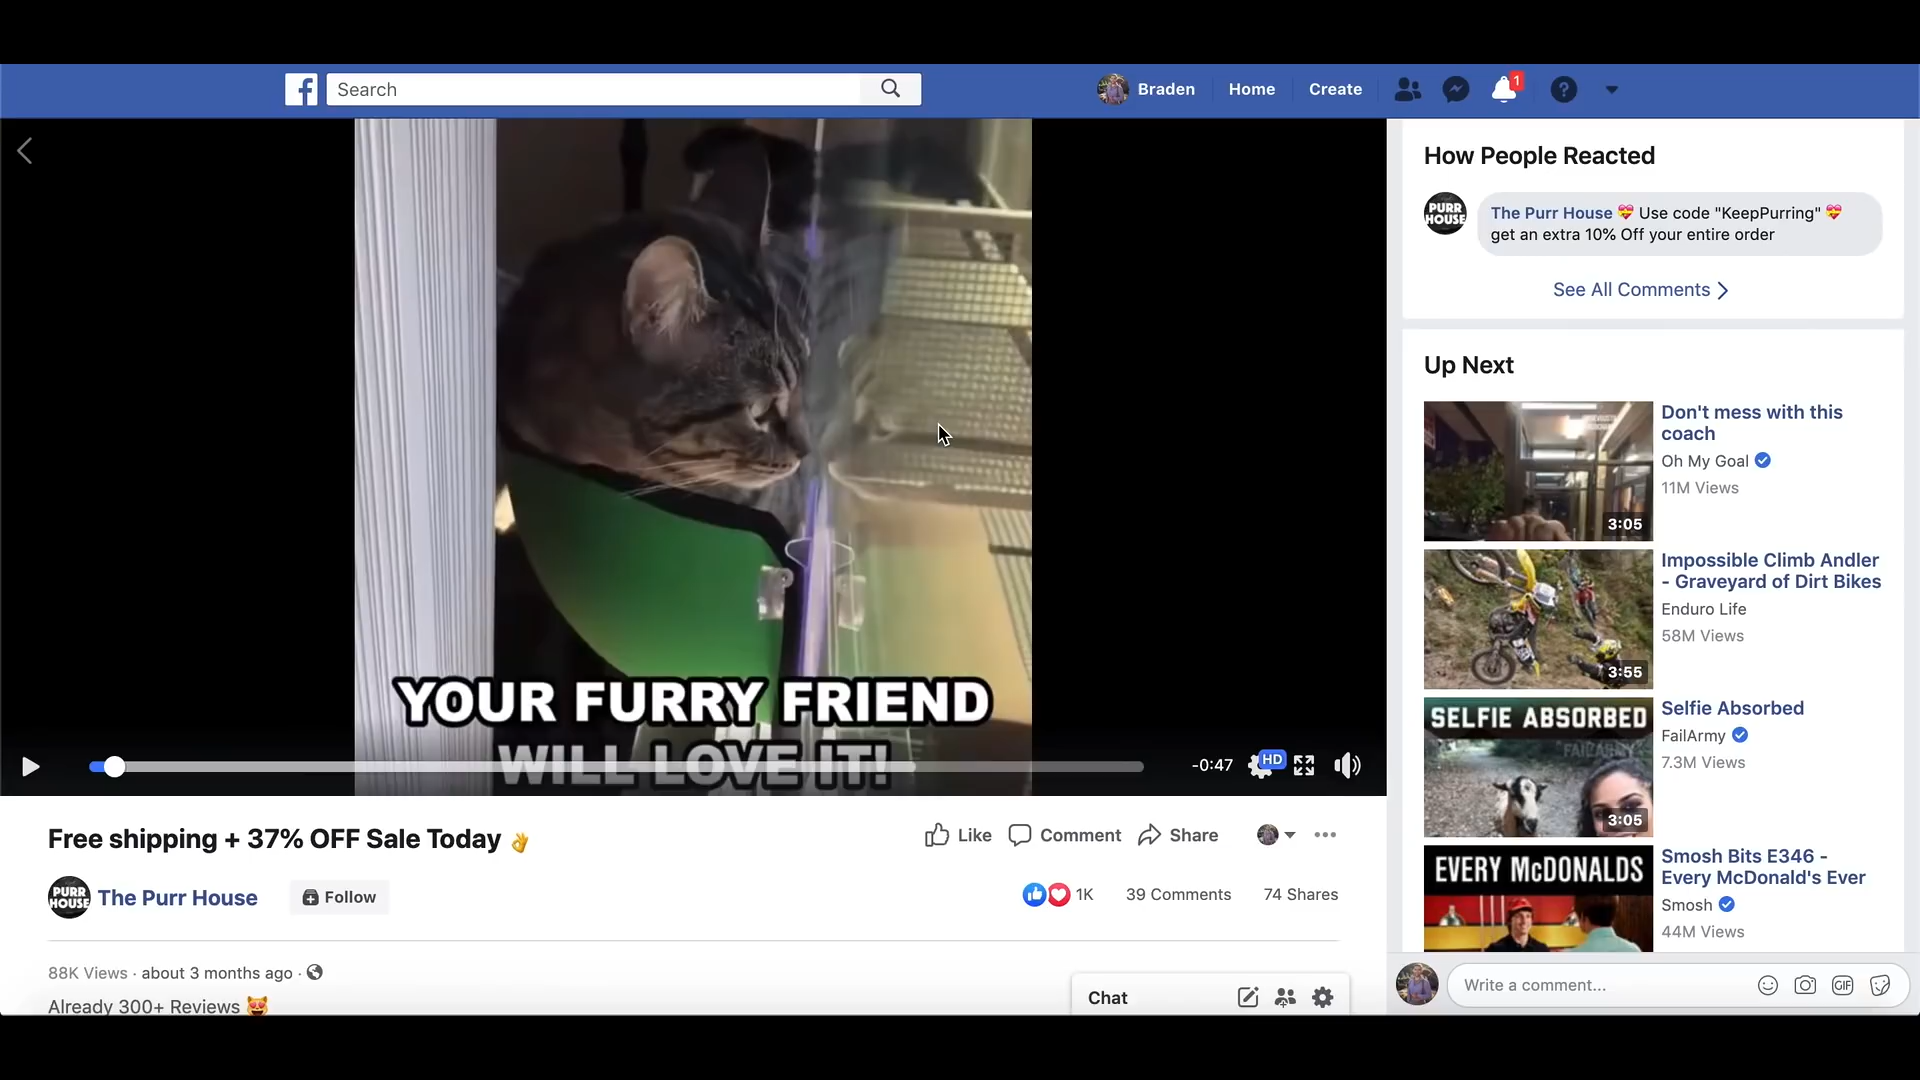 Search
Braden
Home
Create
1
YOUR FURRY FRIEND
WILL LOVE IT!
-0:47
HD
Free shipping + 37% OFF Sale Today
Like
Comment
Share
PURR
HOUSE
The Purr House
Follow
1K
39 Comments
74 Shares
88K Views · about 3 months ago ·
Already 300+ Reviews
How People Reacted
PURR
HOUSE
The Purr House Use code "KeepPurring"
get an extra 10% Off your entire order
See All Comments
Up Next
3:05
Don't mess with this
coach
Oh My Goal
11M Views
3:55
Impossible Climb Andler
- Graveyard of Dirt Bikes
Enduro Life
58M Views
SELFIE ABSORBED
FAILARMY
3:05
Selfie Absorbed
FailArmy
7.3M Views
EVERY McDONALDS
Smosh Bits E346 -
Every McDonald's Ever
Smosh
44M Views
Chat
Write a comment...
GIF